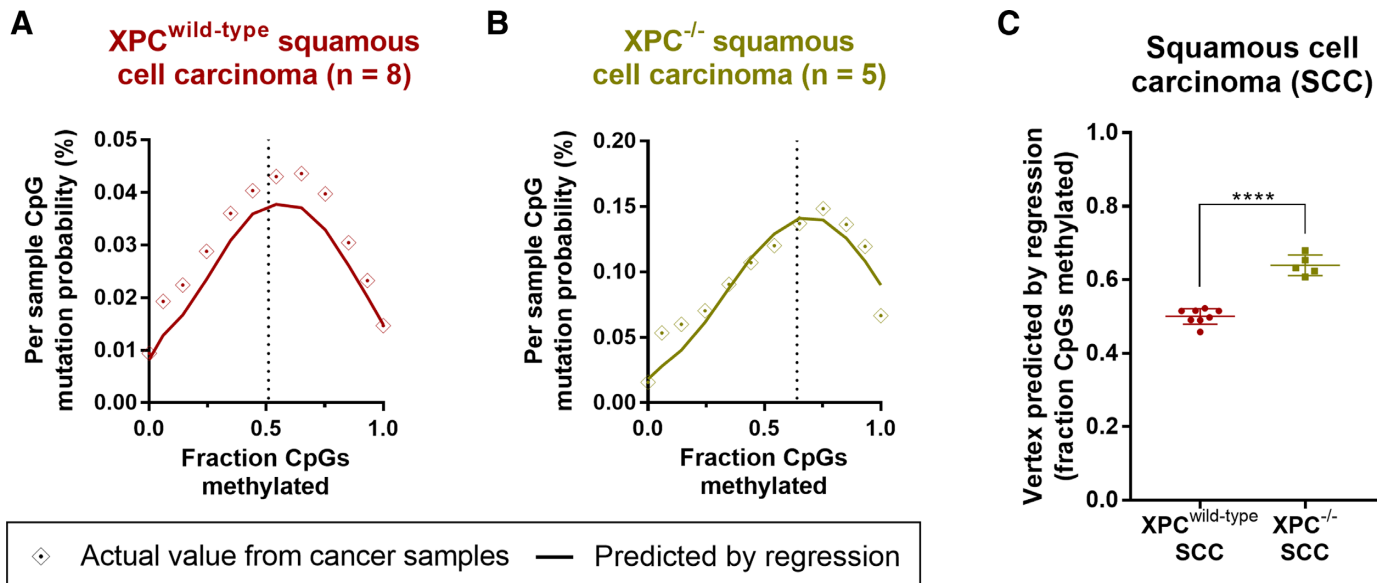 A
XPCwild-type squamous
cell carcinoma (n = 8)
Per sample CpG
mutation probability (%)
0.05
0.04
0.03
0.02
0.01
0.00
0.0
0.5
1.0
Fraction CpGs
methylated
B
XPC-/- squamous
cell carcinoma (n = 5)
Per sample CpG
mutation probability (%)
0.20
0.15
0.10
0.05
0.00
0.0
0.5
1.0
Fraction CpGs
methylated
C
Squamous cell
carcinoma (SCC)
Vertex predicted by regression
(fraction CpGs methylated)
1.0
0.8
0.6
0.4
0.2
0.0
****
XPCwild-type
SCC
XPC-/-
SCC
Actual value from cancer samples
Predicted by regression